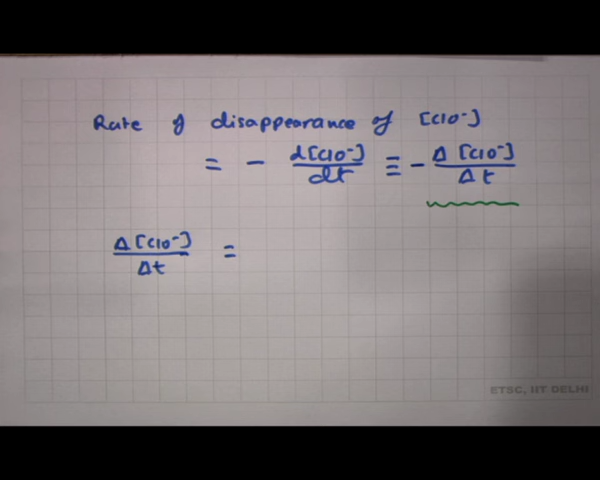 Rate of disappearance of [ClO⁻]
= - d[ClO⁻]/dt ≡ - Δ[ClO⁻]/Δt
Δ[ClO⁻]/Δt =
ETSC, IIT DELHI